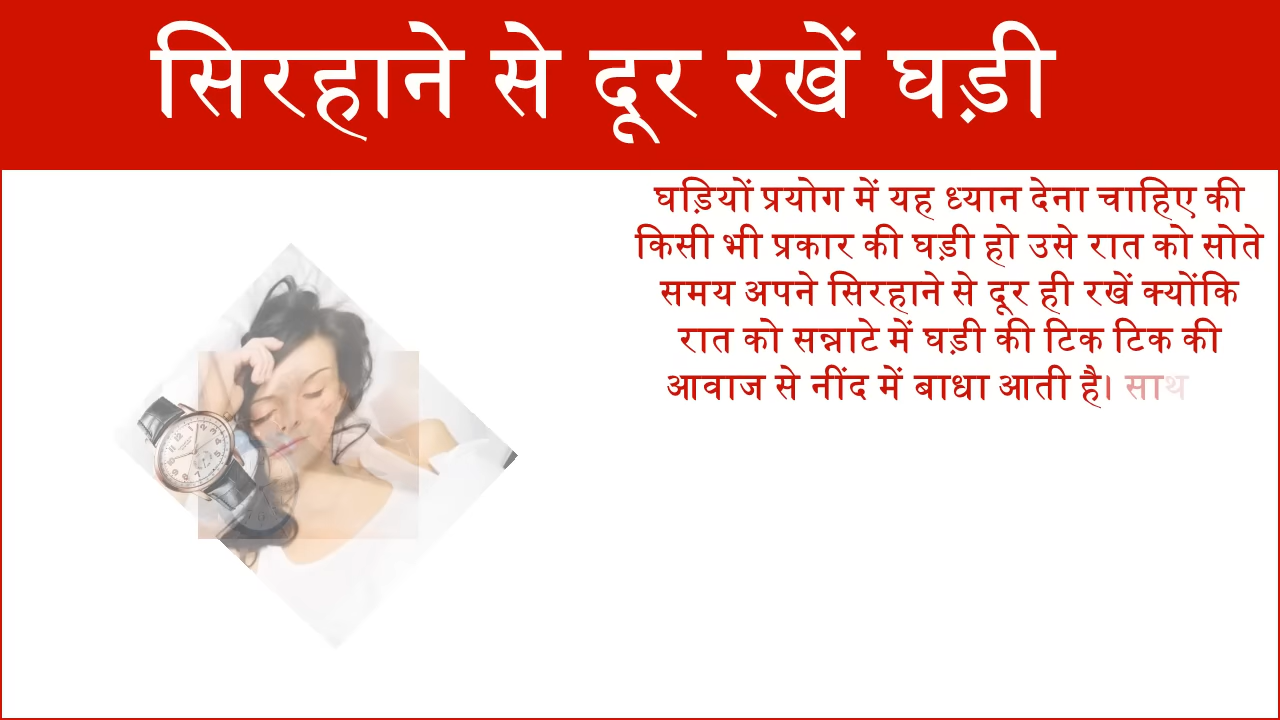 सिरहाने से दूर रखें घड़ी
घड़ियों प्रयोग में यह ध्यान देना चाहिए की
किसी भी प्रकार की घड़ी हो उसे रात को सोते
समय अपने सिरहाने से दूर ही रखें क्योंकि
रात को सन्नाटे में घड़ी की टिक टिक की
आवाज से नींद में बाधा आती है। साथ